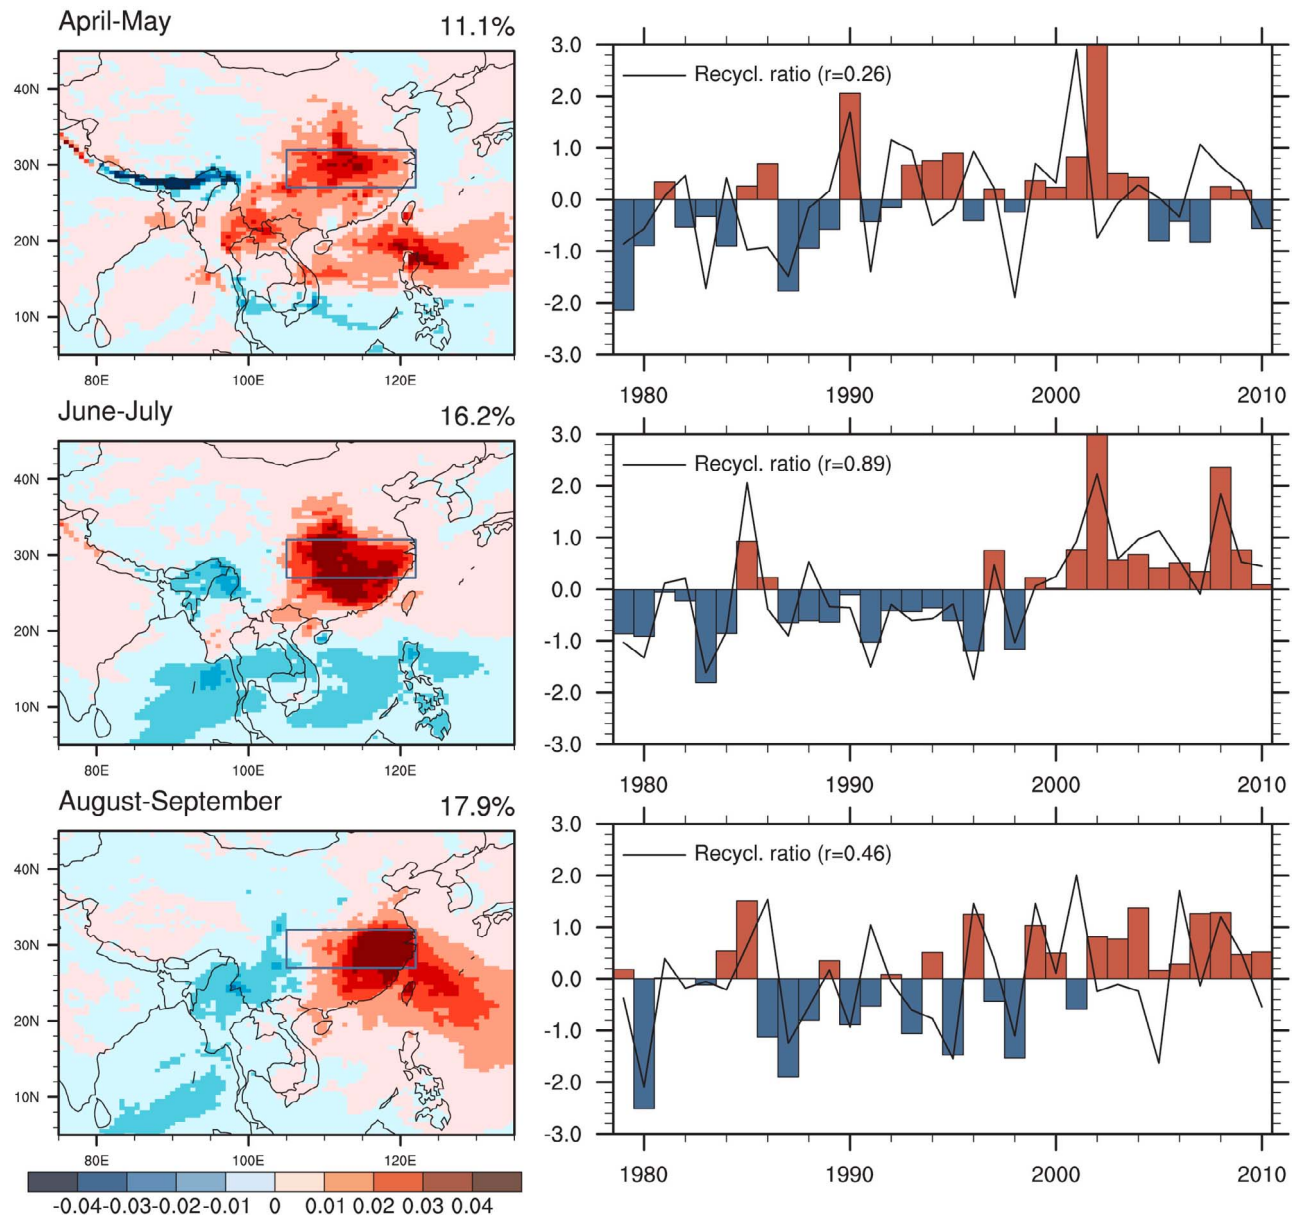 April-May 11.1%
40N
30N
20N
10N
80E 100E 120E
3.0
2.0
1.0
0.0
-1.0
-2.0
-3.0
Recycl. ratio (r=0.26)
1980 1990 2000 2010
June-July 16.2%
40N
30N
20N
10N
80E 100E 120E
3.0
2.0
1.0
0.0
-1.0
-2.0
-3.0
Recycl. ratio (r=0.89)
1980 1990 2000 2010
August-September 17.9%
40N
30N
20N
10N
80E 100E 120E
3.0
2.0
1.0
0.0
-1.0
-2.0
-3.0
Recycl. ratio (r=0.46)
1980 1990 2000 2010
-0.04 -0.03 -0.02 -0.01 0 0.01 0.02 0.03 0.04